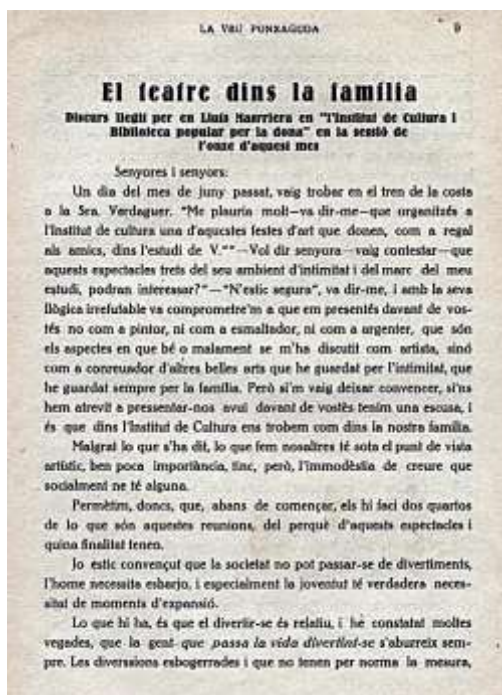 LA VEU PUNXAGUDA 9
El teatre dins la família
Discurs llegit per en Lluís Masrriera en "l'Institut de Cultura i
Biblioteca popular per la dona" en la sessió de
l'onze d'aquest mes
Senyores i senyors:
Un dia del mes de juny passat, vaig trobar en el tren de la costa
a la Sra. Verdaguer. "Me plauria molt—va dir-me—que organitzés a
l'Institut de cultura una d'aquestes festes d'art que donen, com a regal
als amics, dins l'estudi de V.""—Vol dir senyora—vaig contestar—que
aquests espectacles trets del seu ambient d'intimitat i del marc del meu
estudi, podran interessar?"—"N'estic segura", va dir-me, i amb la seva
llògica irrefutable va comprometre'm a que em presentés davant de vos-
tés no com a pintor, ni com a esmaltador, ni com a argenter, que són
els aspectes en que bé o malament se m'ha discutit com artista, sinó
com a conreuador d'altres belles arts que he guardat per l'intimitat, que
he guardat sempre per la família. Però si'm vaig deixar convencer, si'ns
hem atrevit a pressentar-nos avui davant de vostès tenim una escusa, i
és que dins l'Institut de Cultura ens trobem com dins la nostra família.
Malgrat lo que s'ha dit, lo que fem nosaltres té sota el punt de vista
artístic, ben poca importància, tinc, però, l'immodèstia de creure que
socialment ne té alguna.
Permètim, doncs, que, abans de començar, els hi faci dos quartos
de lo que són aquestes reunions, del perquè d'aquests espectacles i
quina finalitat tenen.
Jo estic convençut que la societat no pot passar-se de divertiments,
l'home necessita esbarjo, i especialment la joventut té verdadera neces-
sitat de moments d'expansió.
Lo que hi ha, és que el divertir-se és relatiu, i hé constatat moltes
vegades, que la gent que passa la vida divertint-se s'aburreix sem-
pre. Les diverssions esbogerrades i que no tenen per norma la mesura,